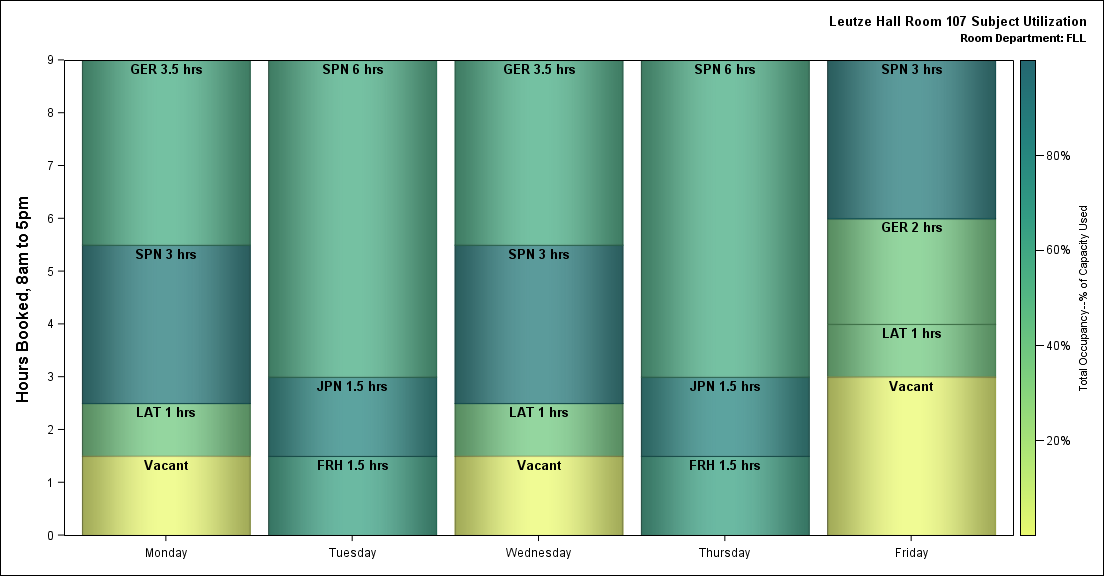 Leutze Hall Room 107 Subject Utilization
Room Department: FLL
Hours Booked, 8am to 5pm
9
8
7
6
5
4
3
2
1
0
GER 3.5 hrs
SPN 3 hrs
LAT 1 hrs
Vacant
SPN 6 hrs
JPN 1.5 hrs
FRH 1.5 hrs
GER 3.5 hrs
SPN 3 hrs
LAT 1 hrs
Vacant
SPN 6 hrs
JPN 1.5 hrs
FRH 1.5 hrs
SPN 3 hrs
GER 2 hrs
LAT 1 hrs
Vacant
Monday
Tuesday
Wednesday
Thursday
Friday
80%
60%
40%
20%
Total Occupancy--% of Capacity Used